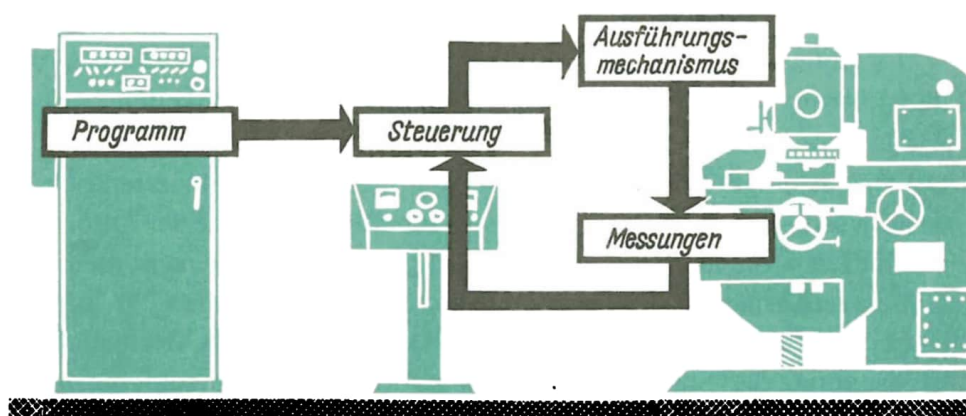 Programm
Steuerung
Ausführungs-
mechanismus
Messungen